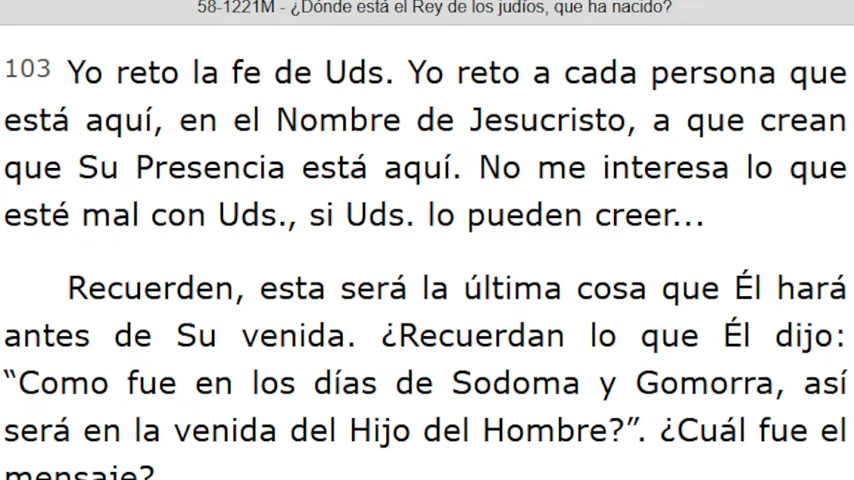 58-1221M - ¿Dónde está el Rey de los judíos, que ha nacido?
103 Yo reto la fe de Uds. Yo reto a cada persona que
está aquí, en el Nombre de Jesucristo, a que crean
que Su Presencia está aquí. No me interesa lo que
esté mal con Uds., si Uds. lo pueden creer...
Recuerden, esta será la última cosa que Él hará
antes de Su venida. ¿Recuerdan lo que Él dijo:
“Como fue en los días de Sodoma y Gomorra, así
será en la venida del Hijo del Hombre?”. ¿Cuál fue el
mensaje?